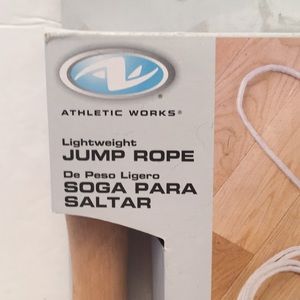 ATHLETIC WORKS®
Lightweight
JUMP ROPE
De Peso Ligero
SOGA PARA
SALTAR